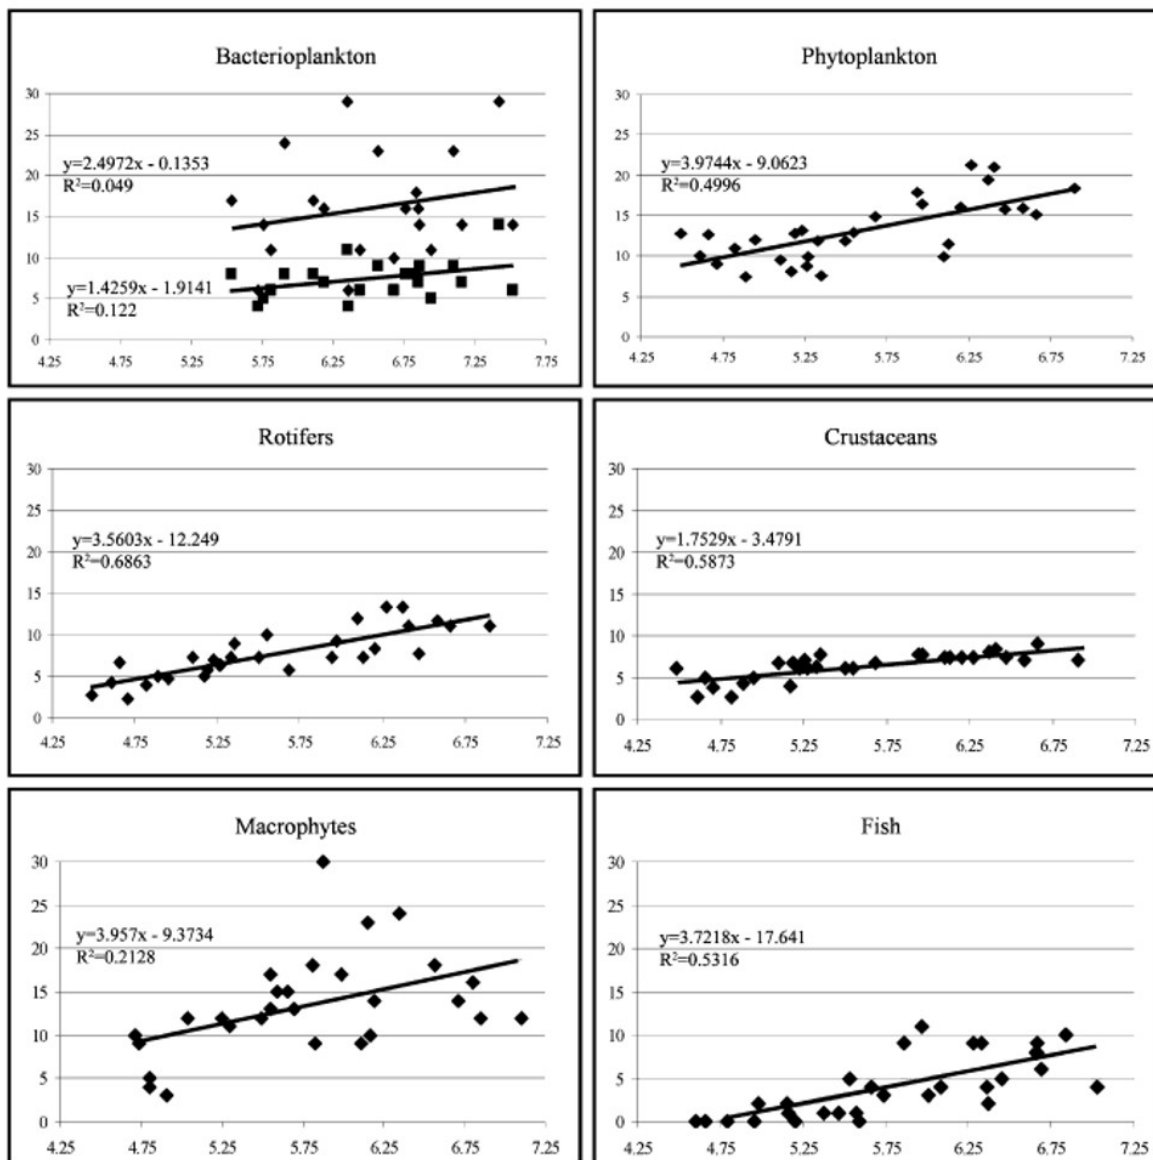 Bacterioplankton
30
25
20
15
10
5
0
y=2.4972x - 0.1353
R²=0.049
y=1.4259x - 1.9141
R²=0.122
4.25 4.75 5.25 5.75 6.25 6.75 7.25 7.75
Phytoplankton
30
25
20
15
10
5
0
y=3.9744x - 9.0623
R²=0.4996
4.25 4.75 5.25 5.75 6.25 6.75 7.25
Rotifers
30
25
20
15
10
5
0
y=3.5603x - 12.249
R²=0.6863
4.25 4.75 5.25 5.75 6.25 6.75 7.25
Crustaceans
30
25
20
15
10
5
0
y=1.7529x - 3.4791
R²=0.5873
4.25 4.75 5.25 5.75 6.25 6.75 7.25
Macrophytes
30
25
20
15
10
5
0
y=3.957x - 9.3734
R²=0.2128
4.25 4.75 5.25 5.75 6.25 6.75 7.25
Fish
30
25
20
15
10
5
0
y=3.7218x - 17.641
R²=0.5316
4.25 4.75 5.25 5.75 6.25 6.75 7.25